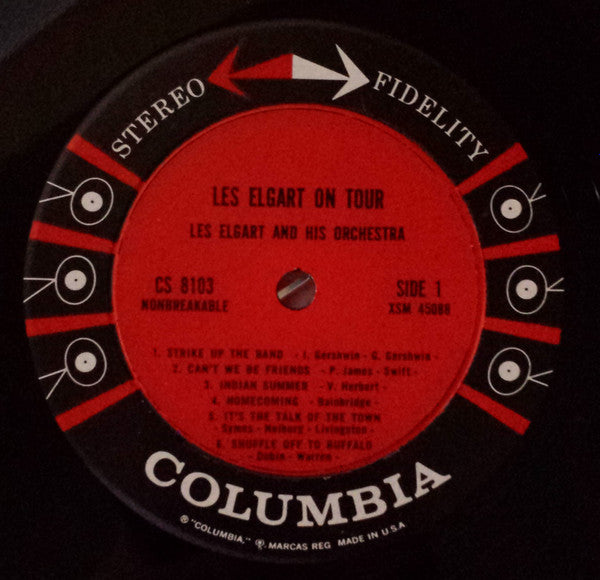 STEREO FIDELITY
LES ELGART ON TOUR
LES ELGART AND HIS ORCHESTRA
CS 8103
NONBREAKABLE
SIDE 1
XSM 45088
1. STRIKE UP THE BAND - I. Gershwin - G. Gershwin -
2. CAN'T WE BE FRIENDS - P. James - Swift -
3. INDIAN SUMMER - V. Herbert -
4. HOMECOMING - Bainbridge -
5. IT'S THE TALK OF THE TOWN
- Symes - Neiburg - Livingston -
6. SHUFFLE OFF TO BUFFALO
- Dubin - Warren -
COLUMBIA
® "COLUMBIA," ®, MARCAS REG. MADE IN U.S.A.